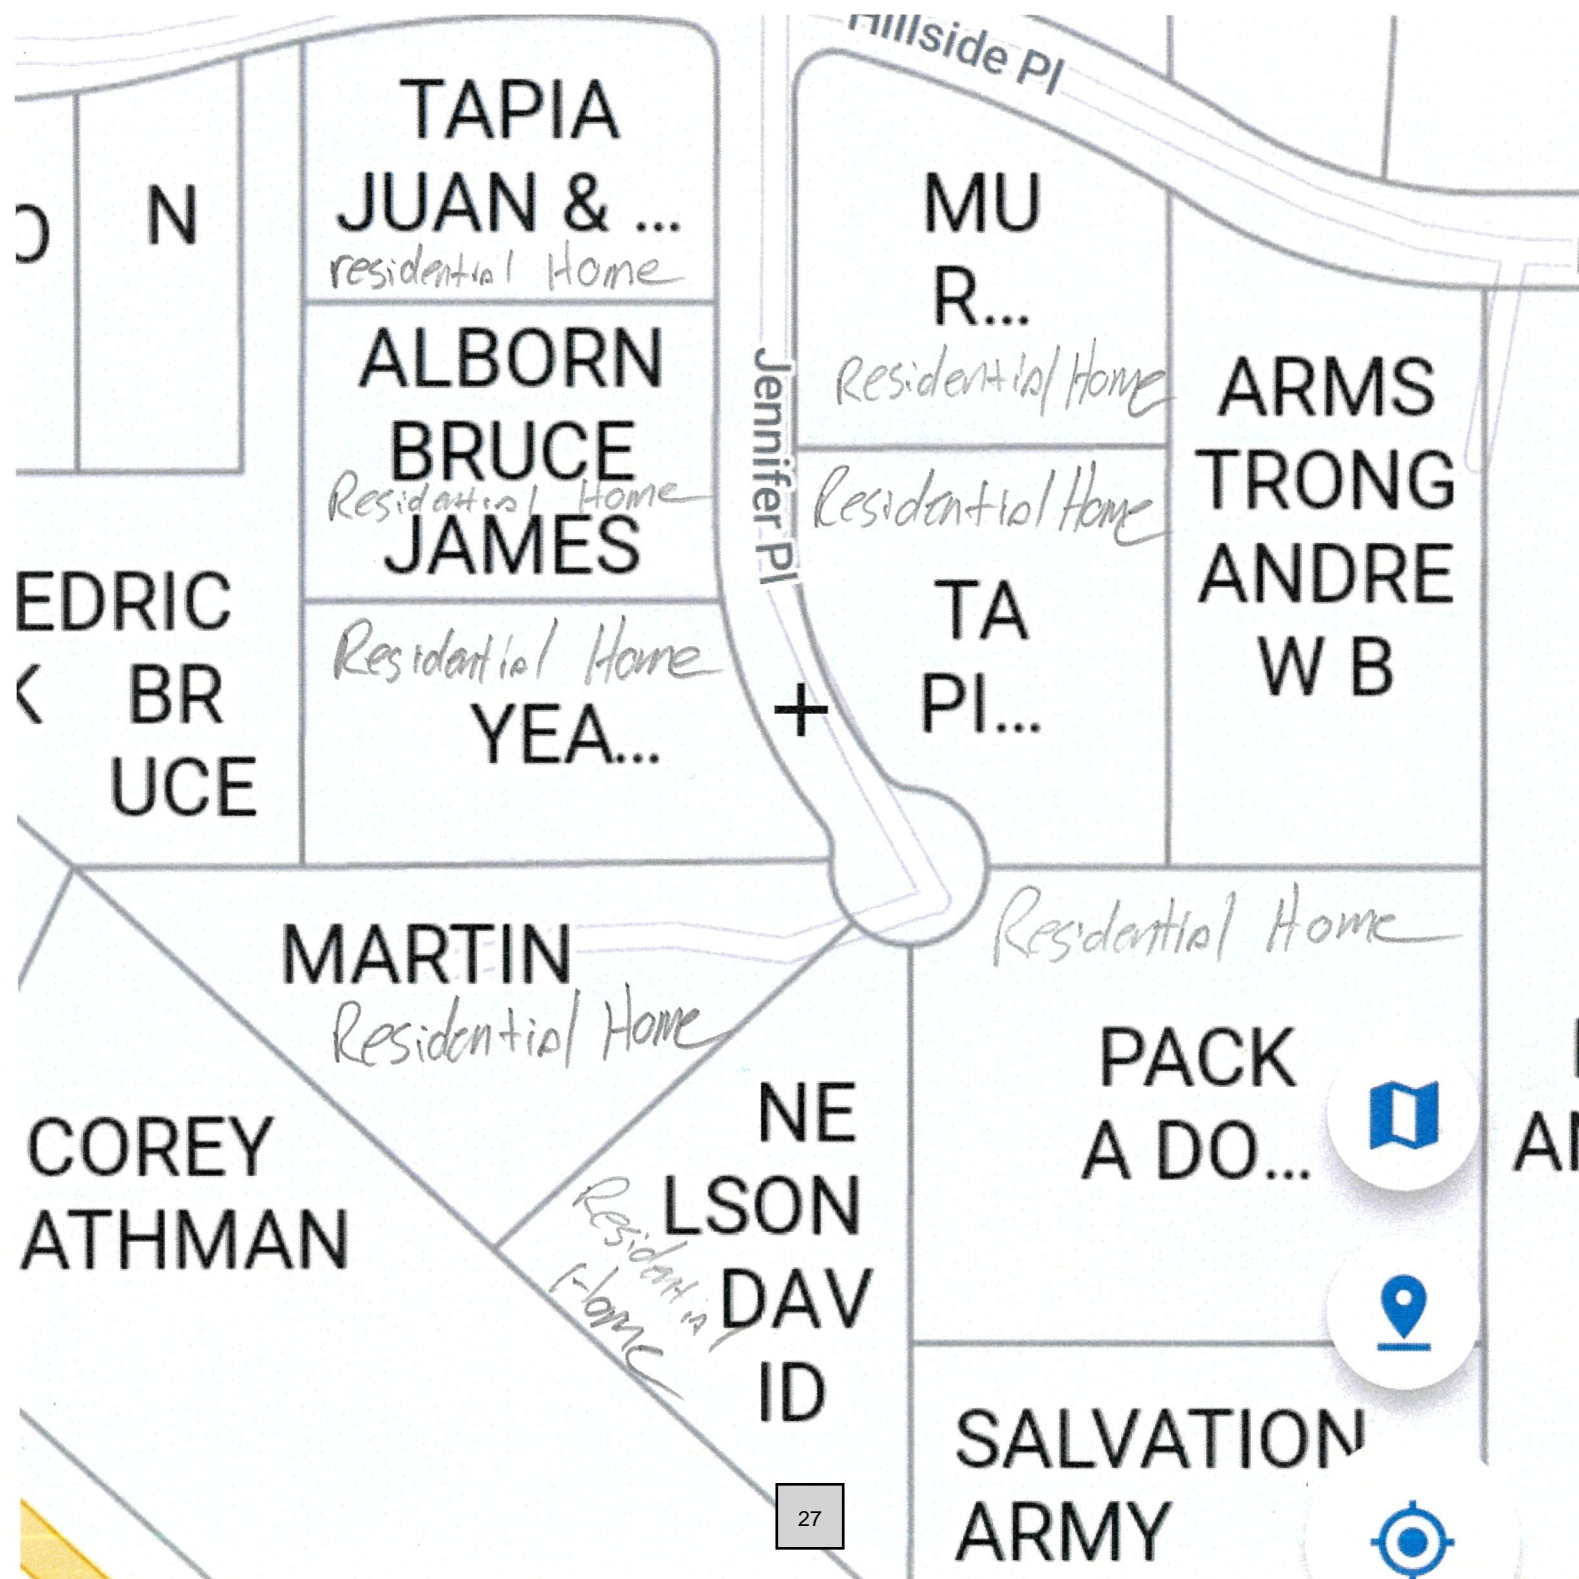 Hillside Pl
TAPIA
JUAN & ...
residential Home
N
O
MU
R...
Residential Home
ALBORN
BRUCE
Residential Home
JAMES
Jennifer Pl
Residential Home
TA
PI...
ARMS
TRONG
ANDRE
W B
EDRIC
K BR
UCE
Residential Home
YEA...
MARTIN
Residential Home
Residential Home
PACK
A DO...
COREY
ATHMAN
NE
LSON
DAV
ID
Residential
Home
SALVATION
ARMY
27